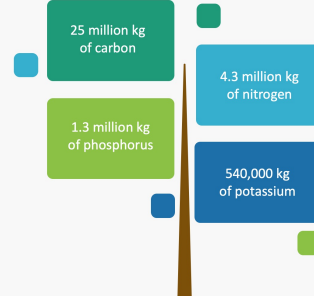 25 million kg
of carbon
4.3 million kg
of nitrogen
1.3 million kg
of phosphorus
540,000 kg
of potassium